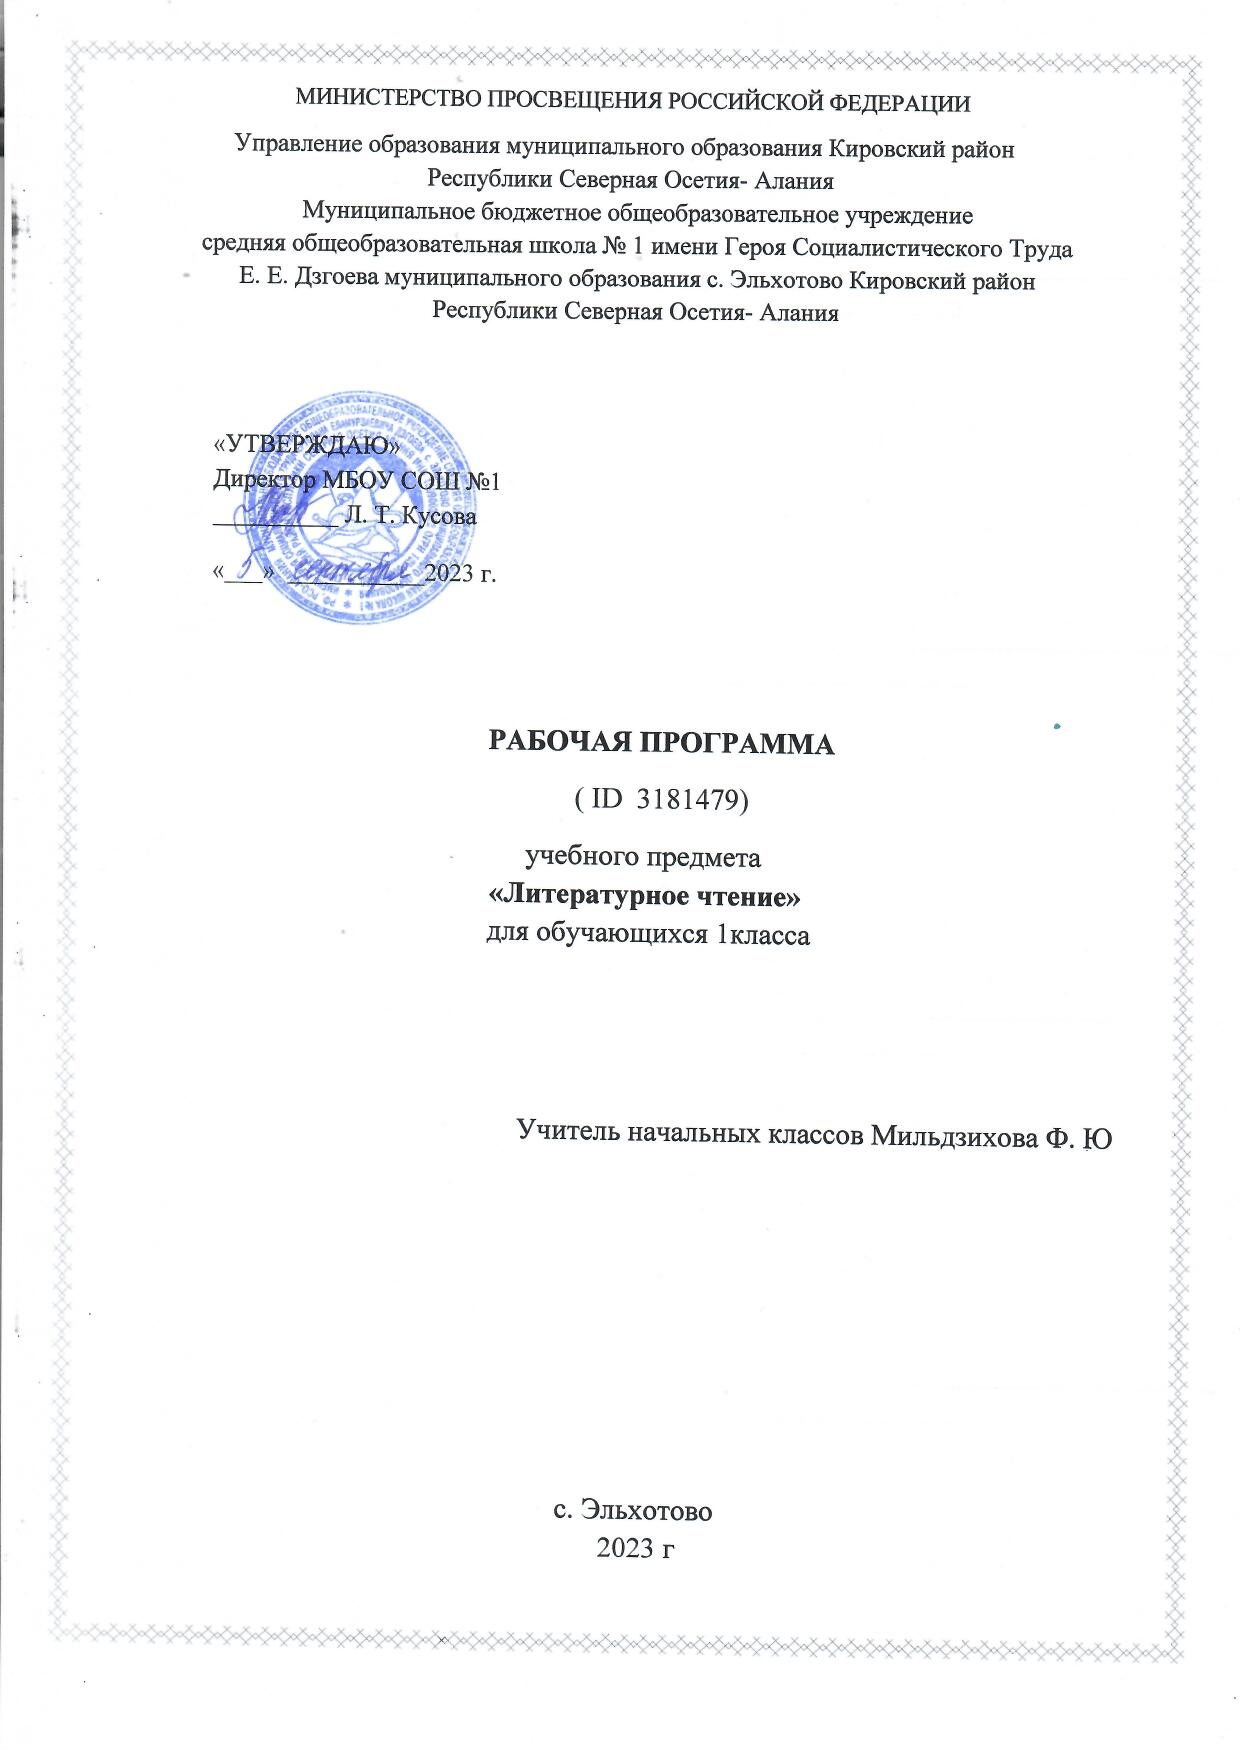 МИНИСТЕРСТВО ПРОСВЕЩЕНИЯ РОССИЙСКОЙ ФЕДЕРАЦИИ
Управление образования муниципального образования Кировский район
Республики Северная Осетия- Алания
Муниципальное бюджетное общеобразовательное учреждение
средняя общеобразовательная школа № 1 имени Героя Социалистического Труда
Е. Е. Дзгоева муниципального образования с. Эльхотово Кировский район
Республики Северная Осетия- Алания
«УТВЕРЖДАЮ»
Директор МБОУ СОШ №1
__________ Л. Т. Кусова
«5» сентября 2023 г.
РАБОЧАЯ ПРОГРАММА
( ID 3181479)
учебного предмета
«Литературное чтение»
для обучающихся 1класса
Учитель начальных классов Мильдзихова Ф. Ю
с. Эльхотово
2023 г